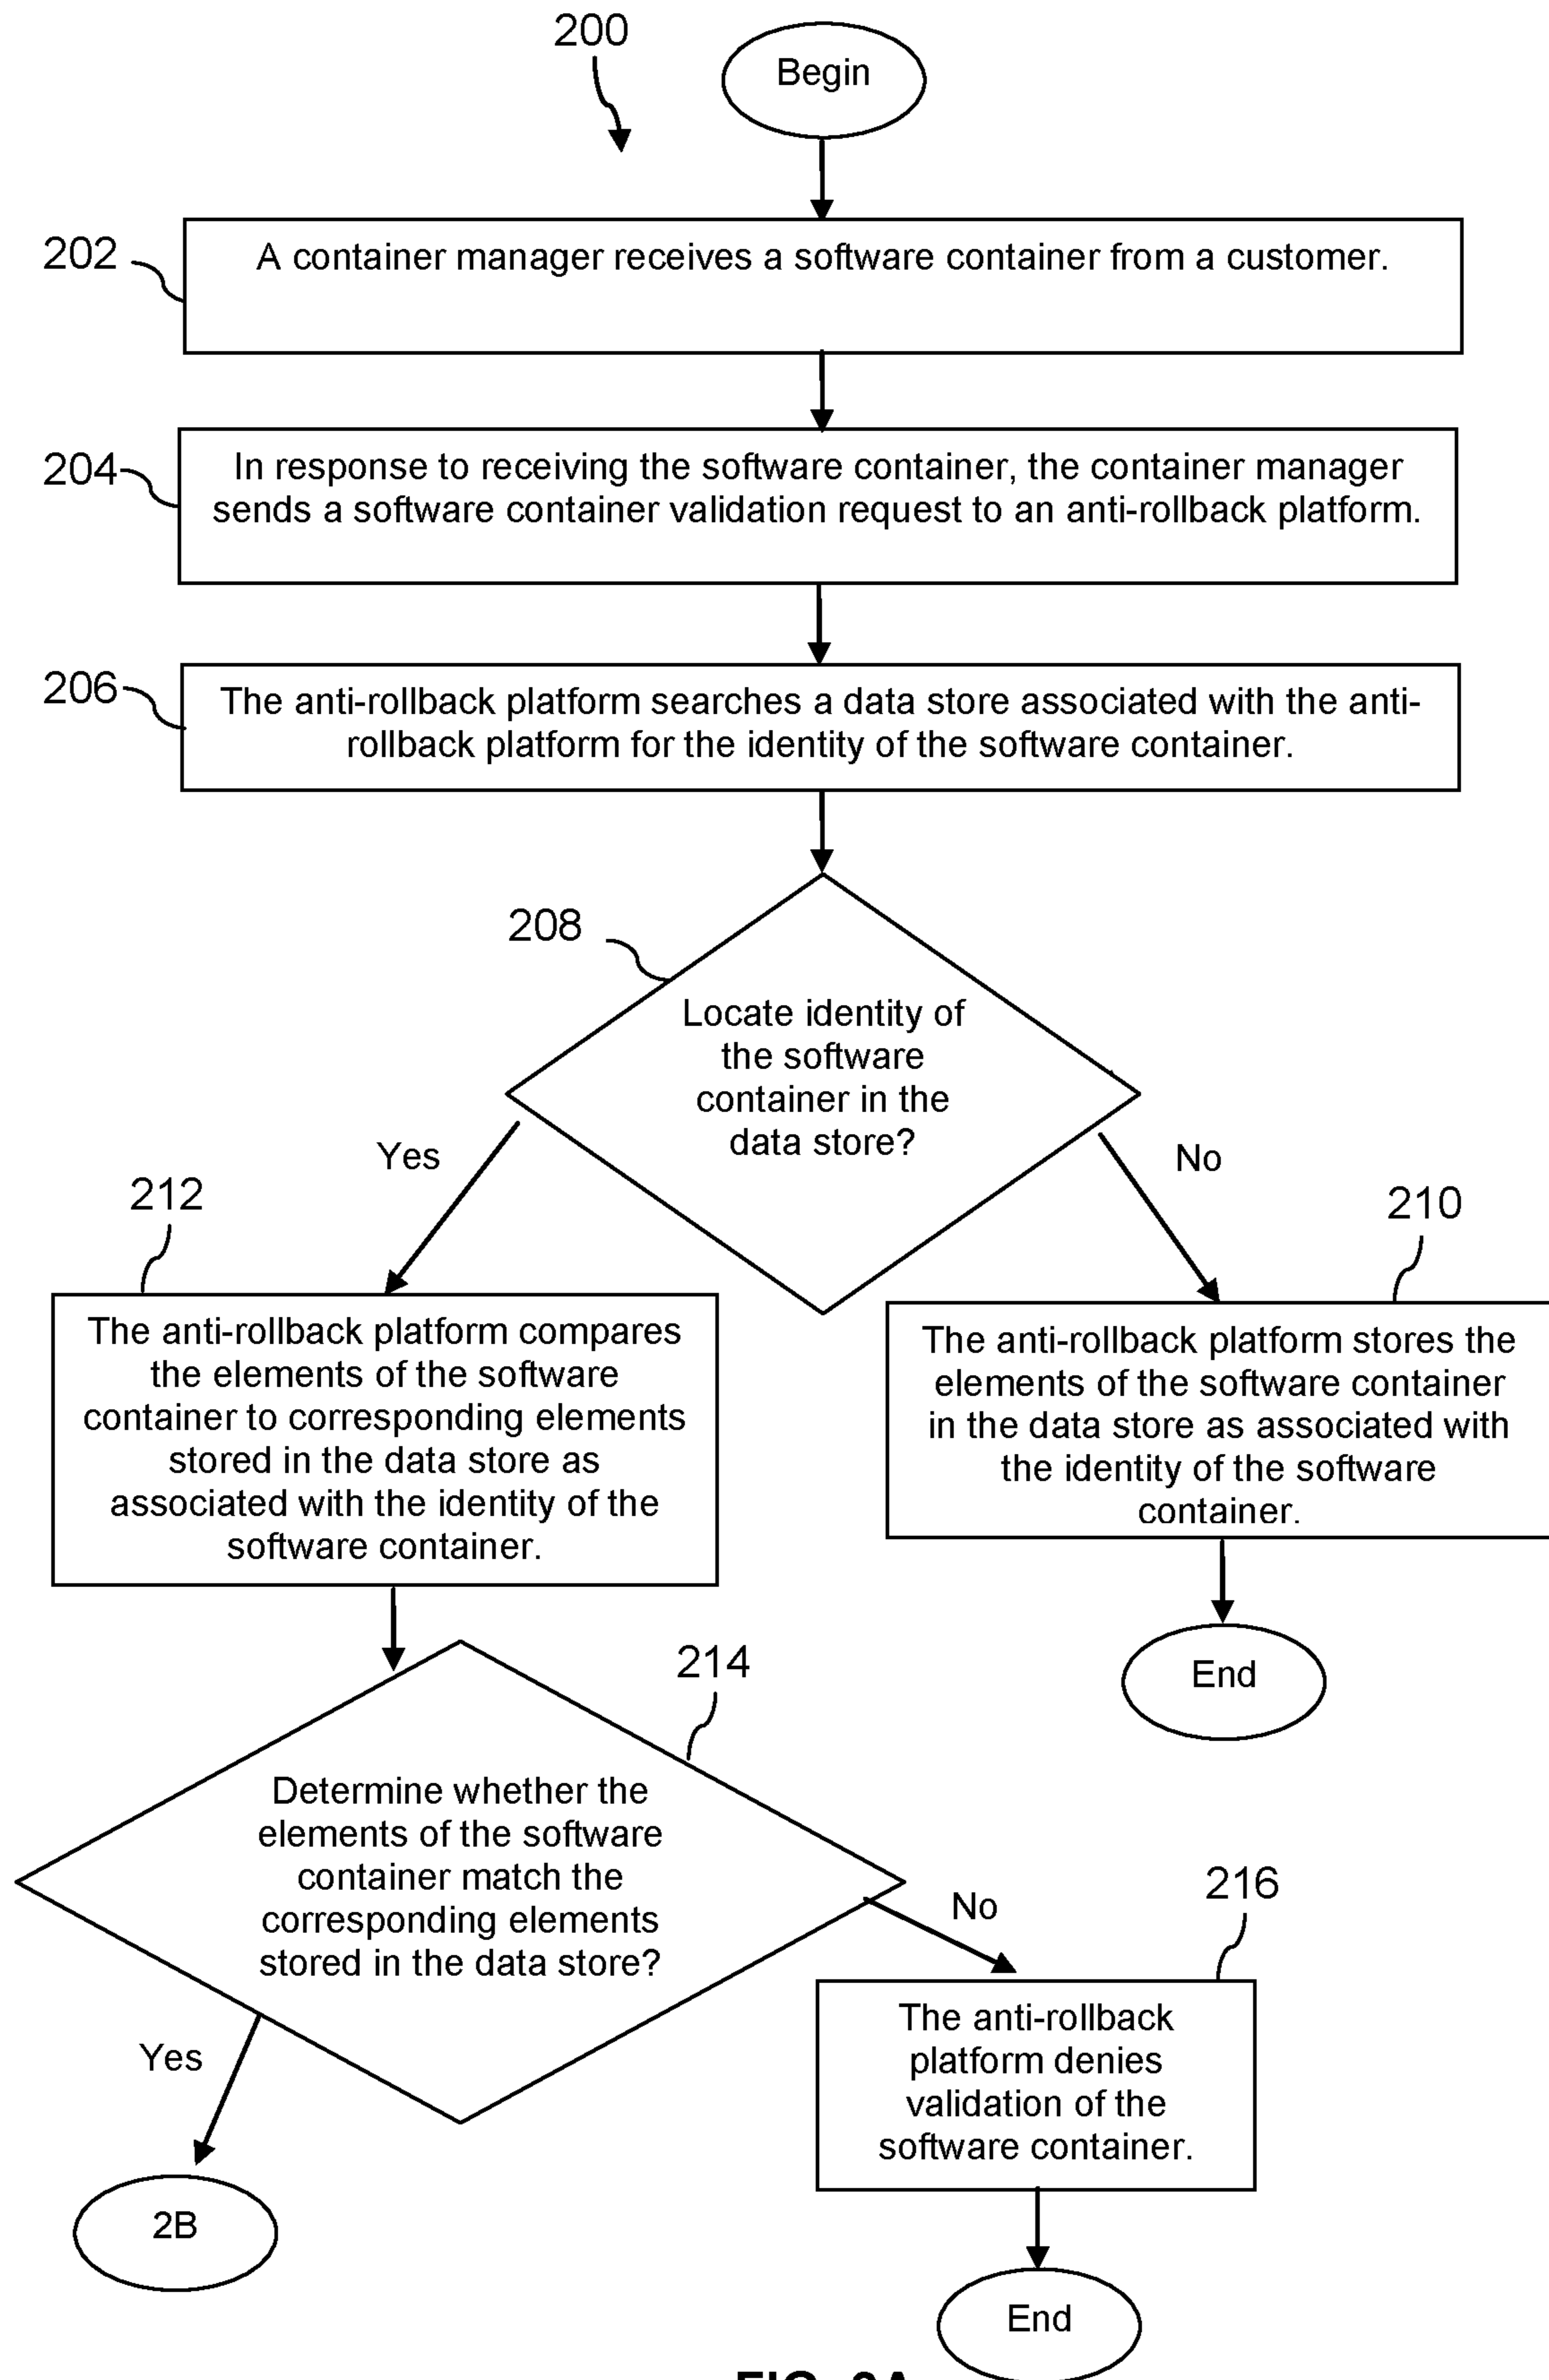 200
Begin
202
A container manager receives a software container from a customer.
204
In response to receiving the software container, the container manager
sends a software container validation request to an anti-rollback platform.
206
The anti-rollback platform searches a data store associated with the anti-
rollback platform for the identity of the software container.
208
Locate identity of
the software
container in the
data store?
Yes
No
212
210
The anti-rollback platform compares
the elements of the software
container to corresponding elements
stored in the data store as
associated with the identity of the
software container.
The anti-rollback platform stores the
elements of the software container
in the data store as associated with
the identity of the software
container.
End
214
Determine whether the
elements of the software
container match the
corresponding elements
stored in the data store?
No
216
Yes
The anti-rollback
platform denies
validation of the
software container.
2B
End